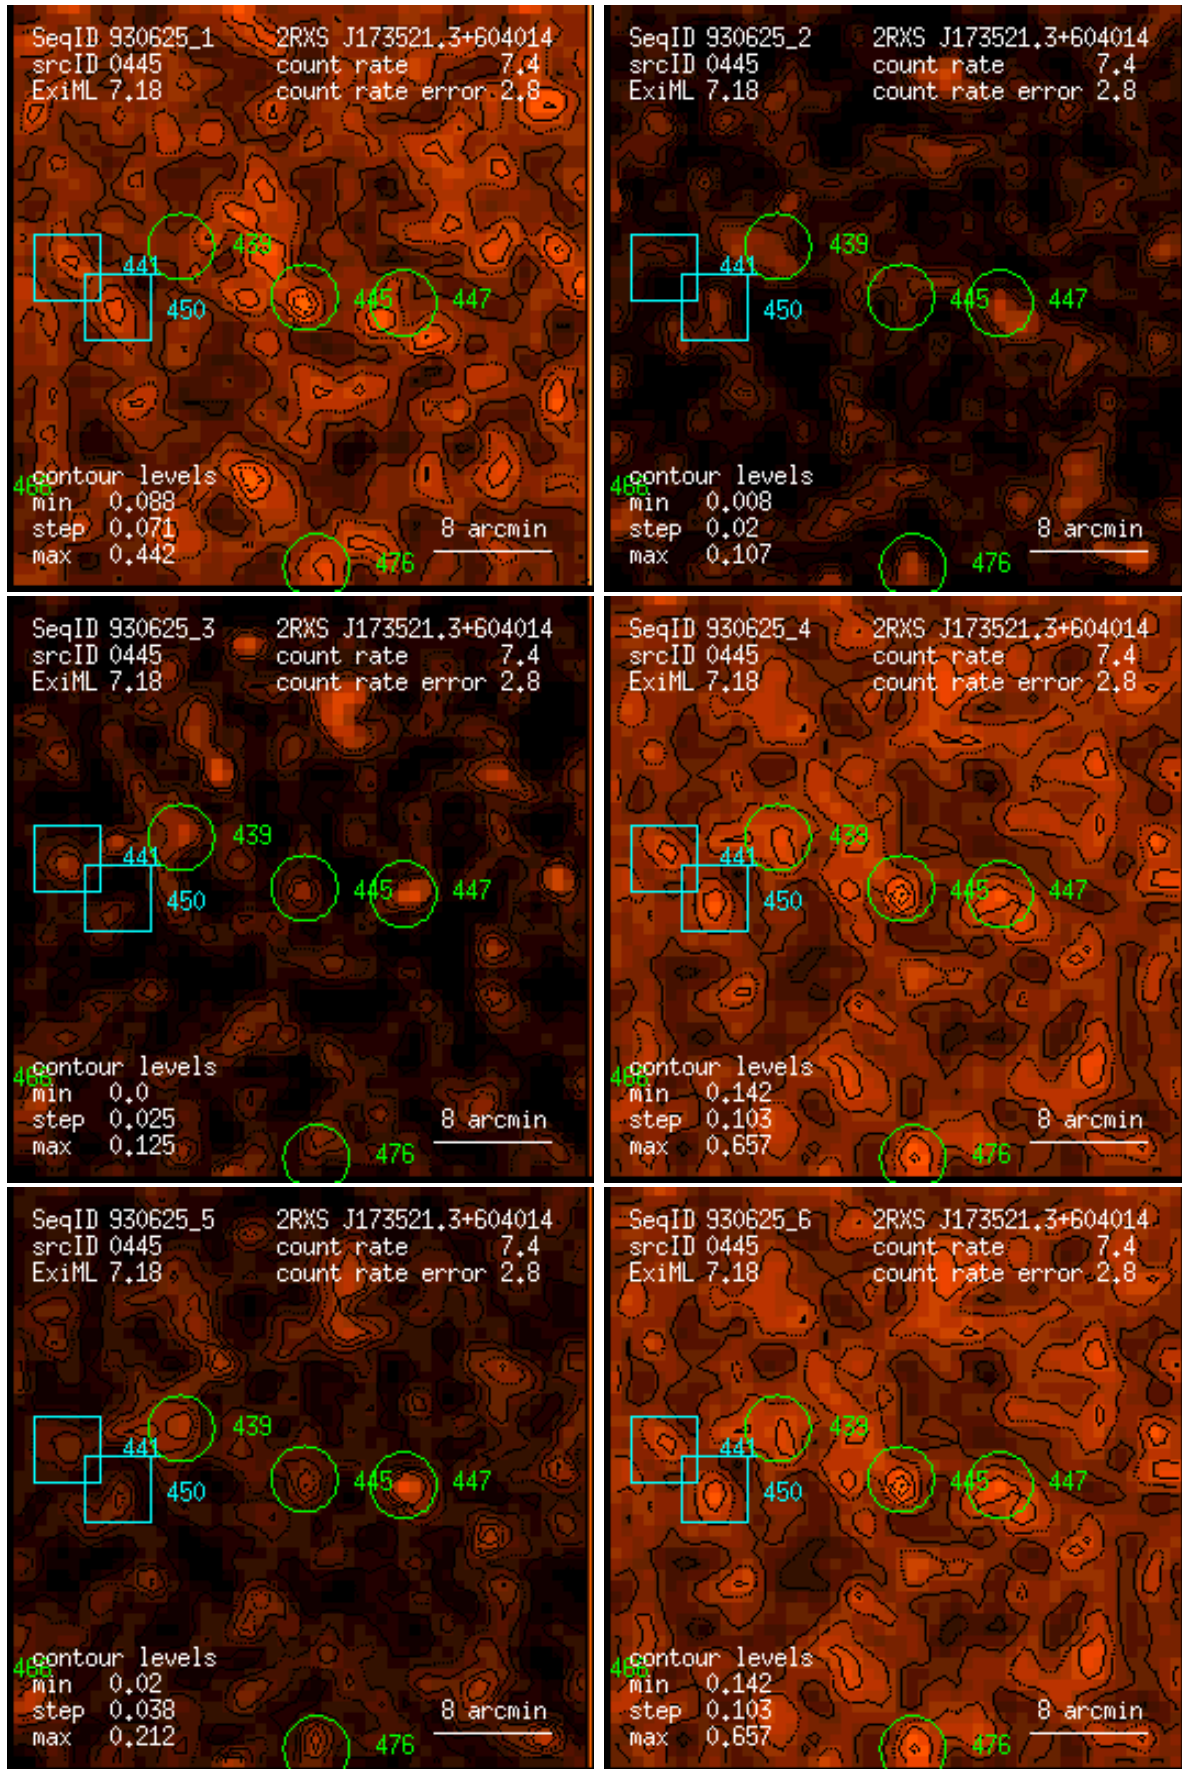 SeqID 930625_1 2RXS J173521.3+604014
srcID 0445 count rate 7.4
ExiML 7.18 count rate error 2.8
439
441
445 447
450
466
contour levels
min 0.088
step 0.071 8 arcmin
max 0.442
476
SeqID 930625_2 2RXS J173521.3+604014
srcID 0445 count rate 7.4
ExiML 7.18 count rate error 2.8
439
441
445 447
450
466
contour levels
min 0.008
step 0.02 8 arcmin
max 0.107
476
SeqID 930625_3 2RXS J173521.3+604014
srcID 0445 count rate 7.4
ExiML 7.18 count rate error 2.8
439
441
445 447
450
466
contour levels
min 0.0
step 0.025 8 arcmin
max 0.125
476
SeqID 930625_4 2RXS J173521.3+604014
srcID 0445 count rate 7.4
ExiML 7.18 count rate error 2.8
439
441
445 447
450
466
contour levels
min 0.142
step 0.103 8 arcmin
max 0.657
476
SeqID 930625_5 2RXS J173521.3+604014
srcID 0445 count rate 7.4
ExiML 7.18 count rate error 2.8
439
441
445 447
450
466
contour levels
min 0.02
step 0.038 8 arcmin
max 0.212
476
SeqID 930625_6 2RXS J173521.3+604014
srcID 0445 count rate 7.4
ExiML 7.18 count rate error 2.8
439
441
445 447
450
466
contour levels
min 0.142
step 0.103 8 arcmin
max 0.657
476